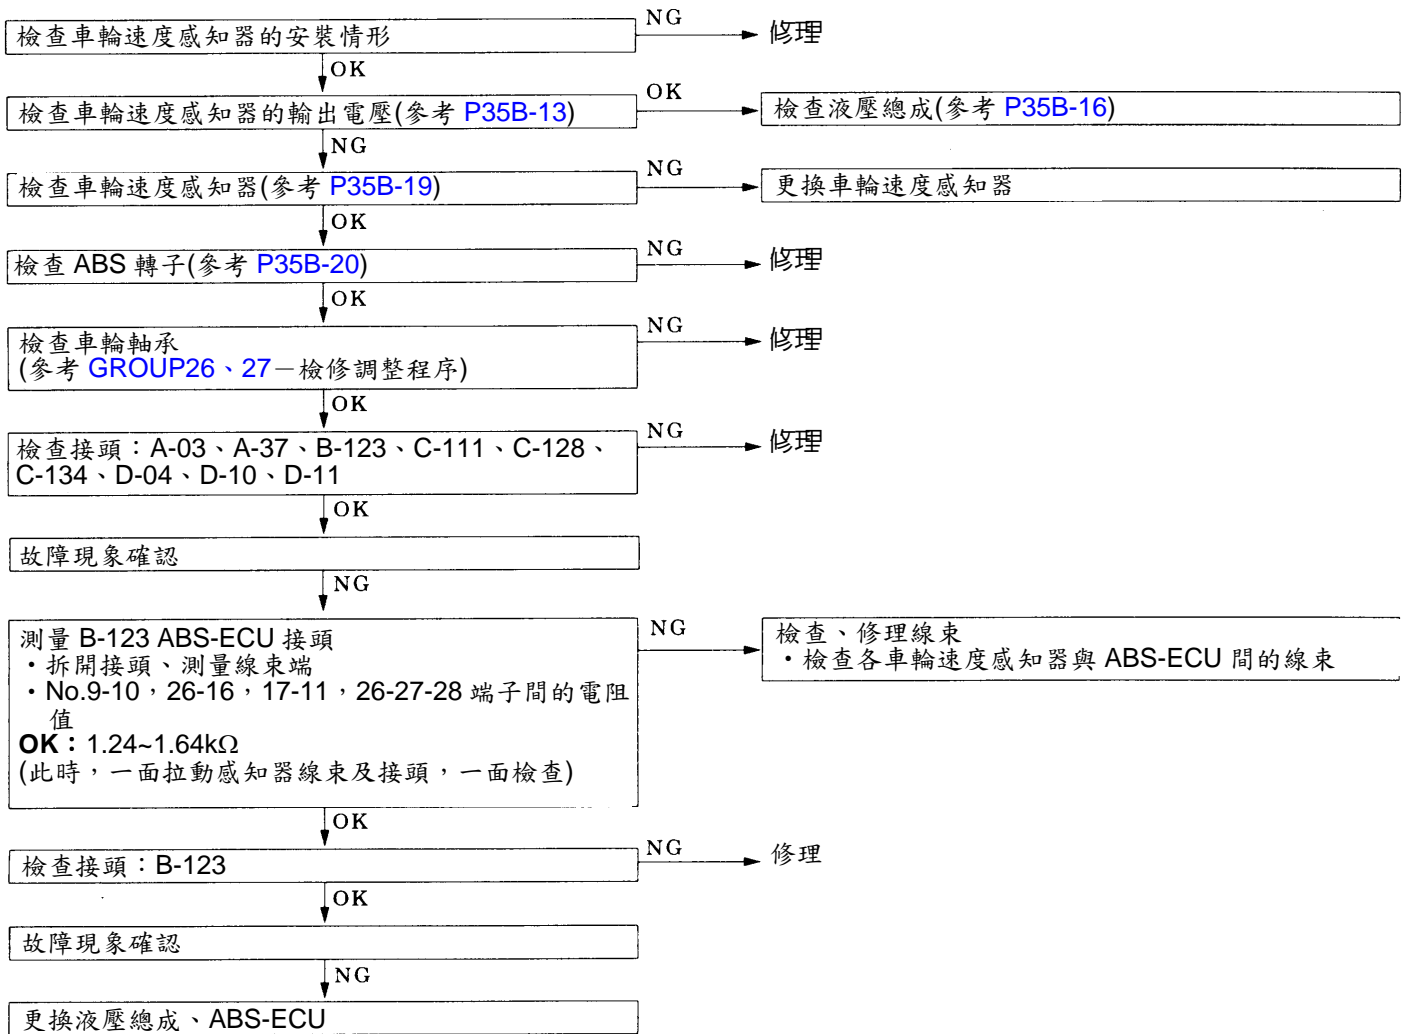 檢查車輪速度感知器的安裝情形
NG
修理
OK
檢查車輪速度感知器的輸出電壓(參考 P35B-13)
OK
檢查液壓總成(參考 P35B-16)
NG
檢查車輪速度感知器(參考 P35B-19)
NG
更換車輪速度感知器
OK
檢查 ABS 轉子(參考 P35B-20)
NG
修理
OK
檢查車輪軸承
(參考 GROUP26、27－檢修調整程序)
NG
修理
OK
檢查接頭：A-03、A-37、B-123、C-111、C-128、
C-134、D-04、D-10、D-11
NG
修理
OK
故障現象確認
NG
測量 B-123 ABS-ECU 接頭
・拆開接頭、測量線束端
・No.9-10，26-16，17-11，26-27-28 端子間的電阻
值
OK：1.24~1.64kΩ
(此時，一面拉動感知器線束及接頭，一面檢查)
NG
檢查、修理線束
・檢查各車輪速度感知器與 ABS-ECU 間的線束
OK
檢查接頭：B-123
NG
修理
OK
故障現象確認
NG
更換液壓總成、ABS-ECU